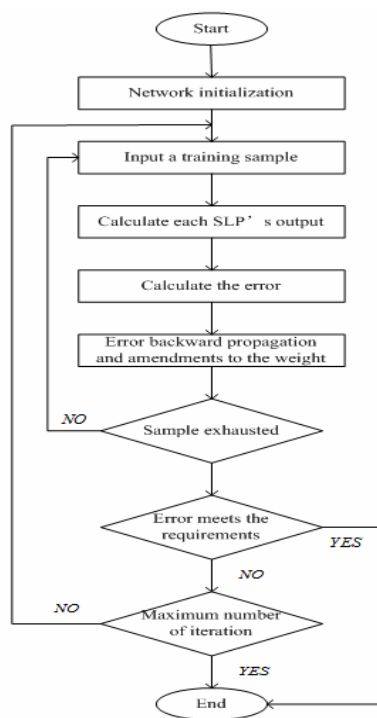 Start
Network initialization
Input a training sample
Calculate each SLP’s output
Calculate the error
Error backward propagation
and amendments to the weight
NO
Sample exhausted
Error meets the
requirements
YES
NO
NO
Maximum number
of iteration
YES
End